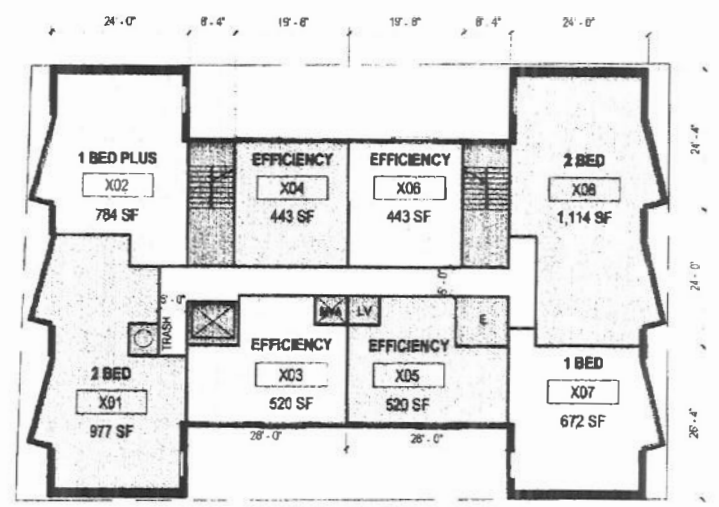 24'-0" 8'-4" 19'-8" 19'-8" 8'-4" 24'-0"
24'-4"
1 BED PLUS
X02
784 SF
EFFICIENCY
X04
443 SF
EFFICIENCY
X06
443 SF
2 BED
X08
1,114 SF
24'-0"
6'-0"
6'-0"
TRASH
LV
E
2 BED
X01
977 SF
EFFICIENCY
X03
520 SF
EFFICIENCY
X05
520 SF
1 BED
X07
672 SF
26'-4"
28'-0" 28'-0"